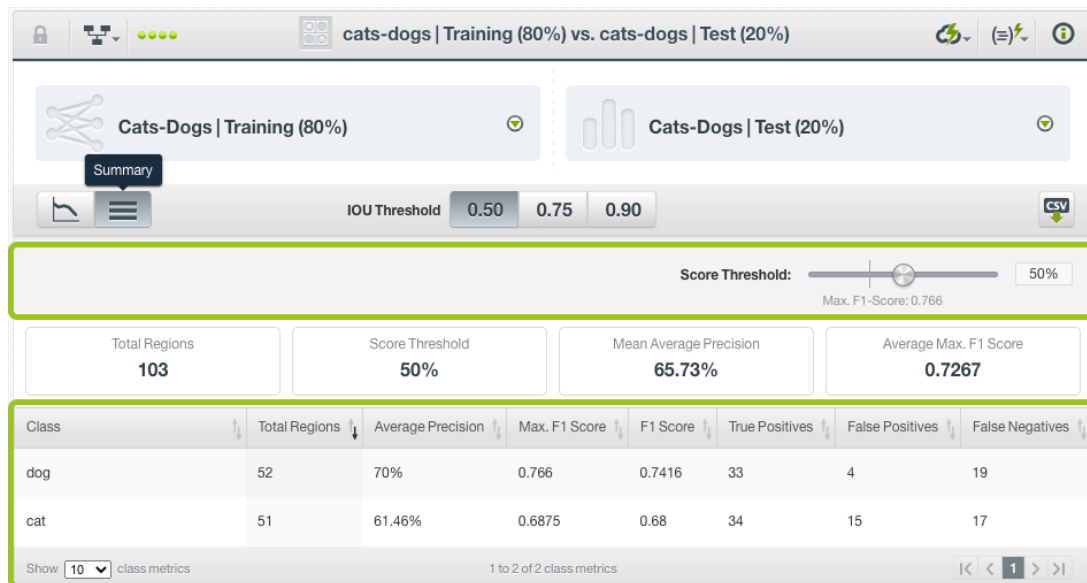 cats-dogs | Training (80%) vs. cats-dogs | Test (20%)
Cats-Dogs | Training (80%)
Cats-Dogs | Test (20%)
Summary
IOU Threshold 0.50 0.75 0.90
CSV
Score Threshold: 50%
Max. F1-Score: 0.766
Total Regions Score Threshold Mean Average Precision Average Max. F1 Score
103 50% 65.73% 0.7267
Class Total Regions Average Precision Max. F1 Score F1 Score True Positives False Positives False Negatives
dog 52 70% 0.766 0.7416 33 4 19
cat 51 61.46% 0.6875 0.68 34 15 17
Show 10 class metrics 1 to 2 of 2 class metrics 1